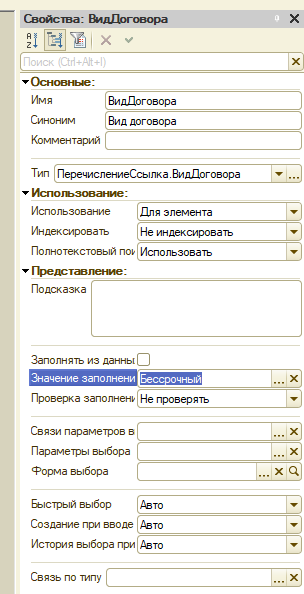 Свойства: ВидДоговора
Поиск (Ctrl+Alt+I)
Основные:
Имя ВидДоговора
Синоним Вид договора
Комментарий
Тип ПеречислениеСсылка.ВидДоговора
Использование:
Использование Для элемента
Индексировать Не индексировать
Полнотекстовый пои Использовать
Представление:
Подсказка
Заполнять из данны
Значение заполнени Бессрочный
Проверка заполнени Не проверять
Связи параметров в
Параметры выбора
Форма выбора
Быстрый выбор Авто
Создание при вводе Авто
История выбора при Авто
Связь по типу